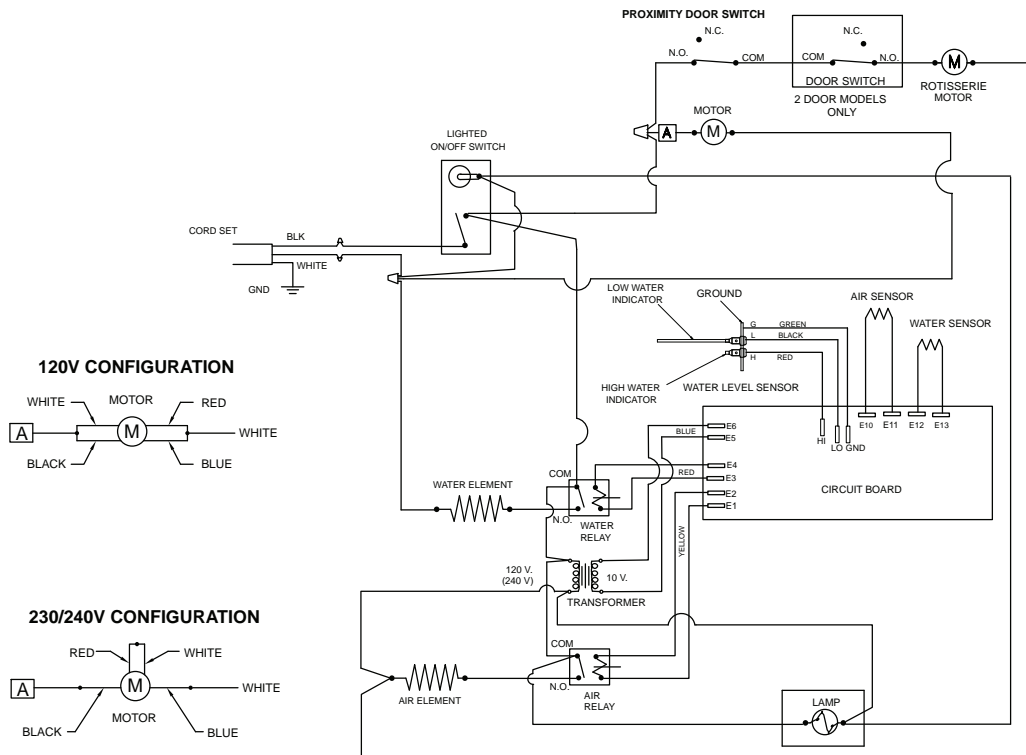 PROXIMITY DOOR SWITCH
N.C.
N.O.
COM
N.C.
COM
N.O.
DOOR SWITCH
2 DOOR MODELS
ONLY
M
ROTISSERIE
MOTOR
MOTOR
A
M
LIGHTED
ON/OFF SWITCH
CORD SET
BLK
WHITE
GND
LOW WATER
INDICATOR
GROUND
G
GREEN
L
BLACK
H
RED
HIGH WATER
INDICATOR
WATER LEVEL SENSOR
AIR SENSOR
WATER SENSOR
E10
E11
E12
E13
HI
LO
GND
CIRCUIT BOARD
E6
E5
E4
E3
E2
E1
BLUE
RED
YELLOW
120V CONFIGURATION
WHITE
MOTOR
RED
A
M
WHITE
BLACK
BLUE
WATER ELEMENT
COM
N.O.
WATER
RELAY
120 V.
(240 V)
10 V.
TRANSFORMER
230/240V CONFIGURATION
RED
WHITE
A
M
WHITE
BLACK
MOTOR
BLUE
AIR ELEMENT
COM
N.O.
AIR
RELAY
LAMP